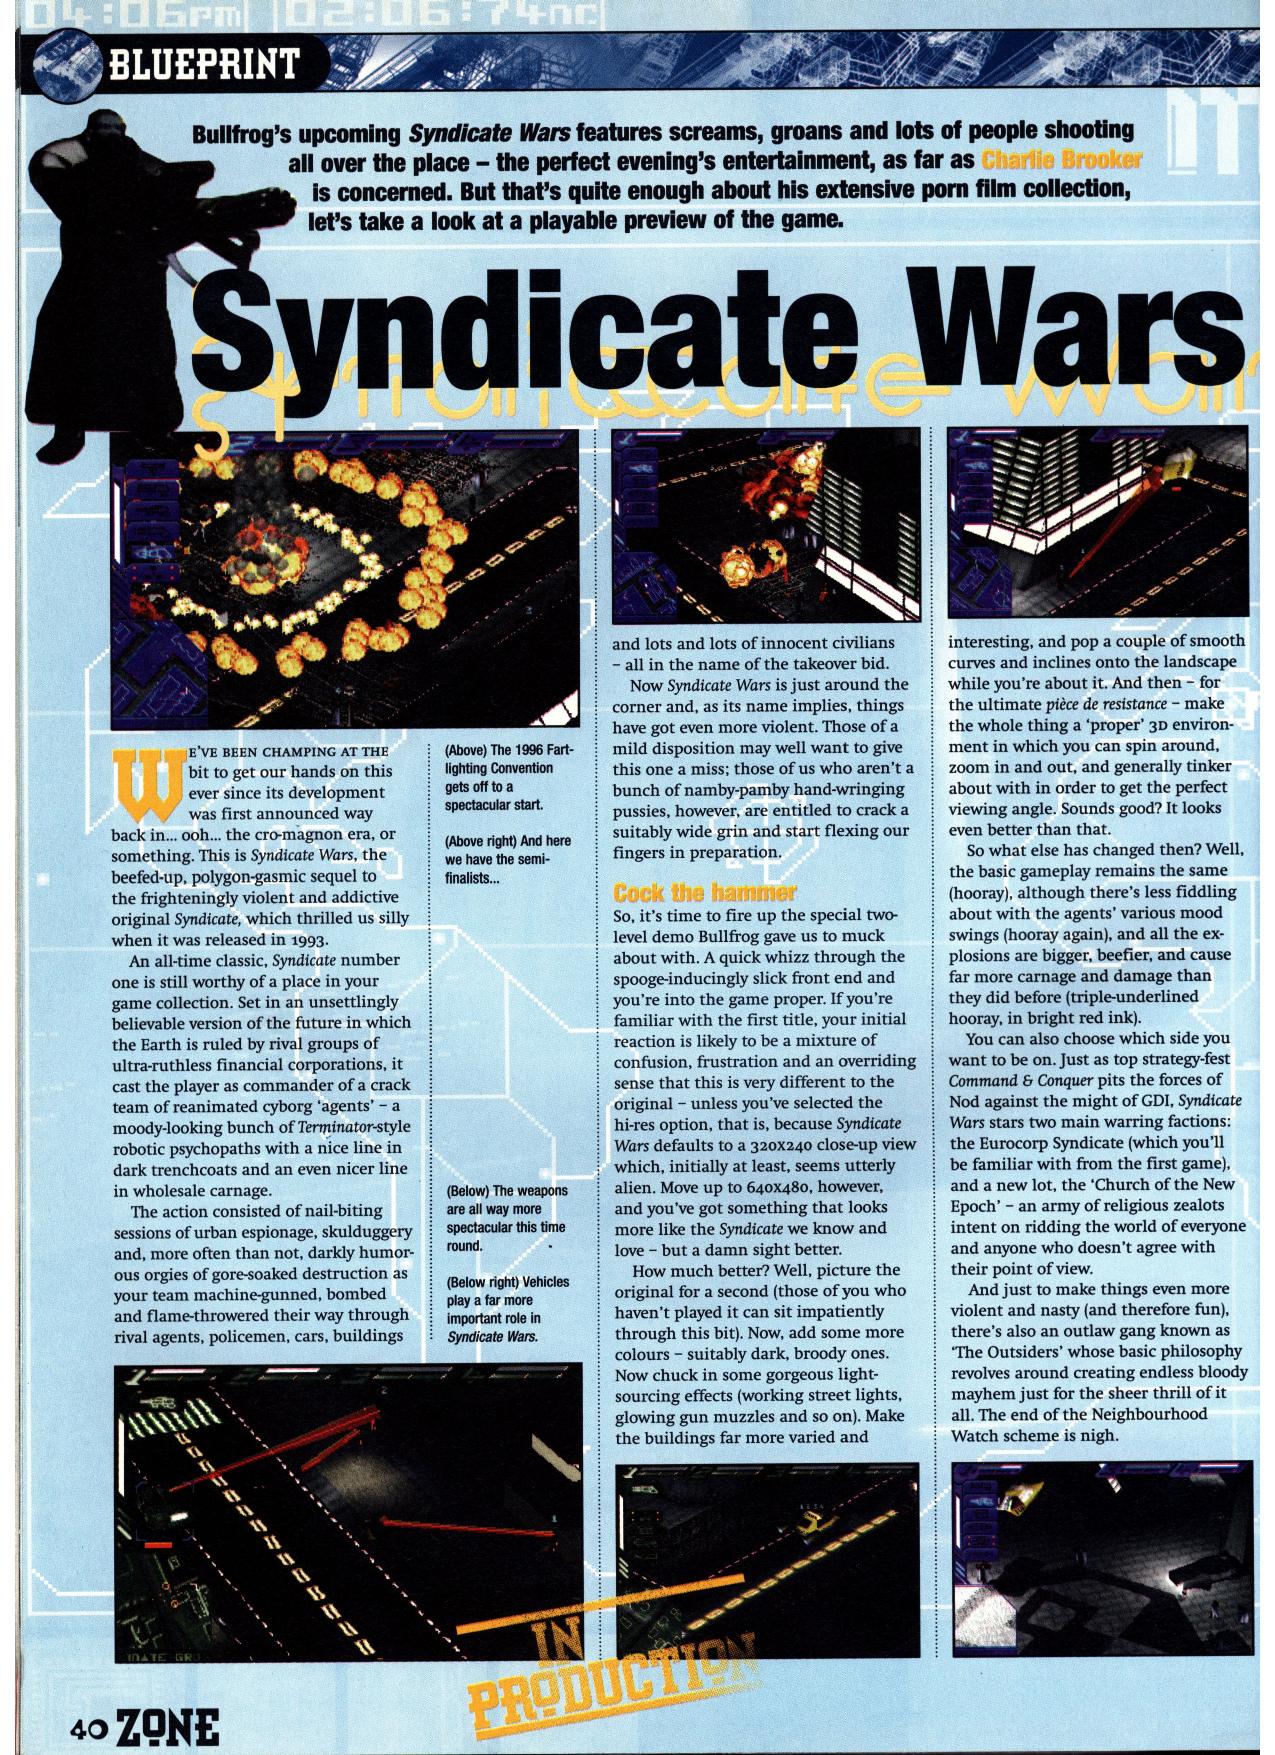 04:06pm| |02:06:74nc|
BLUEPRINT
Bullfrog's upcoming Syndicate Wars features screams, groans and lots of people shooting
all over the place – the perfect evening's entertainment, as far as Charlie Brooker
is concerned. But that's quite enough about his extensive porn film collection,
let's take a look at a playable preview of the game.
Syndicate Wars
WE'VE BEEN CHAMPING AT THE
bit to get our hands on this
ever since its development
was first announced way
back in... ooh... the cro-magnon era, or
something. This is Syndicate Wars, the
beefed-up, polygon-gasmic sequel to
the frighteningly violent and addictive
original Syndicate, which thrilled us silly
when it was released in 1993.
An all-time classic, Syndicate number
one is still worthy of a place in your
game collection. Set in an unsettlingly
believable version of the future in which
the Earth is ruled by rival groups of
ultra-ruthless financial corporations, it
cast the player as commander of a crack
team of reanimated cyborg 'agents' – a
moody-looking bunch of Terminator-style
robotic psychopaths with a nice line in
dark trenchcoats and an even nicer line
in wholesale carnage.
The action consisted of nail-biting
sessions of urban espionage, skulduggery
and, more often than not, darkly humor-
ous orgies of gore-soaked destruction as
your team machine-gunned, bombed
and flame-throwered their way through
rival agents, policemen, cars, buildings
(Above) The 1996 Fart-
lighting Convention
gets off to a
spectacular start.
(Above right) And here
we have the semi-
finalists...
(Below) The weapons
are all way more
spectacular this time
round.
(Below right) Vehicles
play a far more
important role in
Syndicate Wars.
and lots and lots of innocent civilians
– all in the name of the takeover bid.
Now Syndicate Wars is just around the
corner and, as its name implies, things
have got even more violent. Those of a
mild disposition may well want to give
this one a miss; those of us who aren't a
bunch of namby-pamby hand-wringing
pussies, however, are entitled to crack a
suitably wide grin and start flexing our
fingers in preparation.
Cock the hammer
So, it's time to fire up the special two-
level demo Bullfrog gave us to muck
about with. A quick whizz through the
spooge-inducingly slick front end and
you're into the game proper. If you're
familiar with the first title, your initial
reaction is likely to be a mixture of
confusion, frustration and an overriding
sense that this is very different to the
original – unless you've selected the
hi-res option, that is, because Syndicate
Wars defaults to a 320x240 close-up view
which, initially at least, seems utterly
alien. Move up to 640x480, however,
and you've got something that looks
more like the Syndicate we know and
love – but a damn sight better.
How much better? Well, picture the
original for a second (those of you who
haven't played it can sit impatiently
through this bit). Now, add some more
colours – suitably dark, broody ones.
Now chuck in some gorgeous light-
sourcing effects (working street lights,
glowing gun muzzles and so on). Make
the buildings far more varied and
interesting, and pop a couple of smooth
curves and inclines onto the landscape
while you're about it. And then – for
the ultimate pièce de resistance – make
the whole thing a 'proper' 3D environ-
ment in which you can spin around,
zoom in and out, and generally tinker
about with in order to get the perfect
viewing angle. Sounds good? It looks
even better than that.
So what else has changed then? Well,
the basic gameplay remains the same
(hooray), although there's less fiddling
about with the agents' various mood
swings (hooray again), and all the ex-
plosions are bigger, beefier, and cause
far more carnage and damage than
they did before (triple-underlined
hooray, in bright red ink).
You can also choose which side you
want to be on. Just as top strategy-fest
Command & Conquer pits the forces of
Nod against the might of GDI, Syndicate
Wars stars two main warring factions:
the Eurocorp Syndicate (which you'll
be familiar with from the first game),
and a new lot, the 'Church of the New
Epoch' – an army of religious zealots
intent on ridding the world of everyone
and anyone who doesn't agree with
their point of view.
And just to make things even more
violent and nasty (and therefore fun),
there's also an outlaw gang known as
'The Outsiders' whose basic philosophy
revolves around creating endless bloody
mayhem just for the sheer thrill of it
all. The end of the Neighbourhood
Watch scheme is nigh.
IN
PRODUCTION
40 ZONE